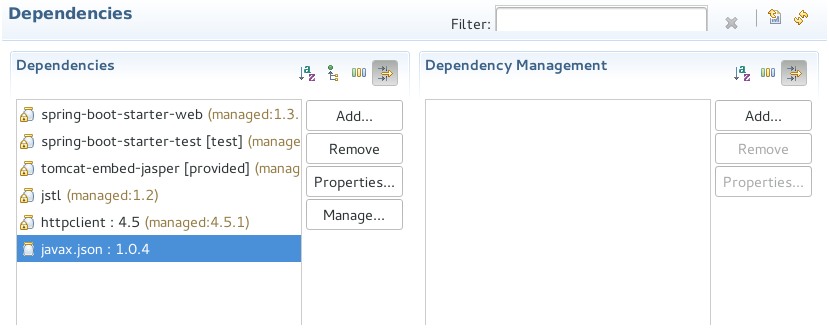 Dependencies
Filter:
Dependencies
spring-boot-starter-web (managed:1.3.
spring-boot-starter-test [test] (manage
tomcat-embed-jasper [provided] (manag
jstl (managed:1.2)
httpclient : 4.5 (managed:4.5.1)
javax.json : 1.0.4
Add...
Remove
Properties...
Manage...
Dependency Management
Add...
Remove
Properties...